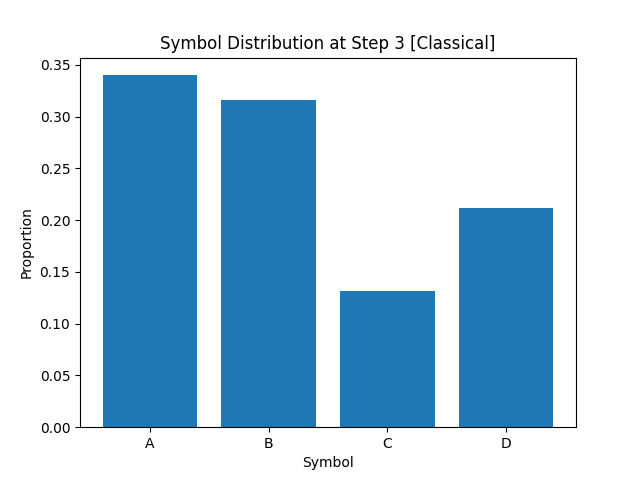 Symbol Distribution at Step 3 [Classical]
Proportion
0.35
0.30
0.25
0.20
0.15
0.10
0.05
0.00
A B C D
Symbol